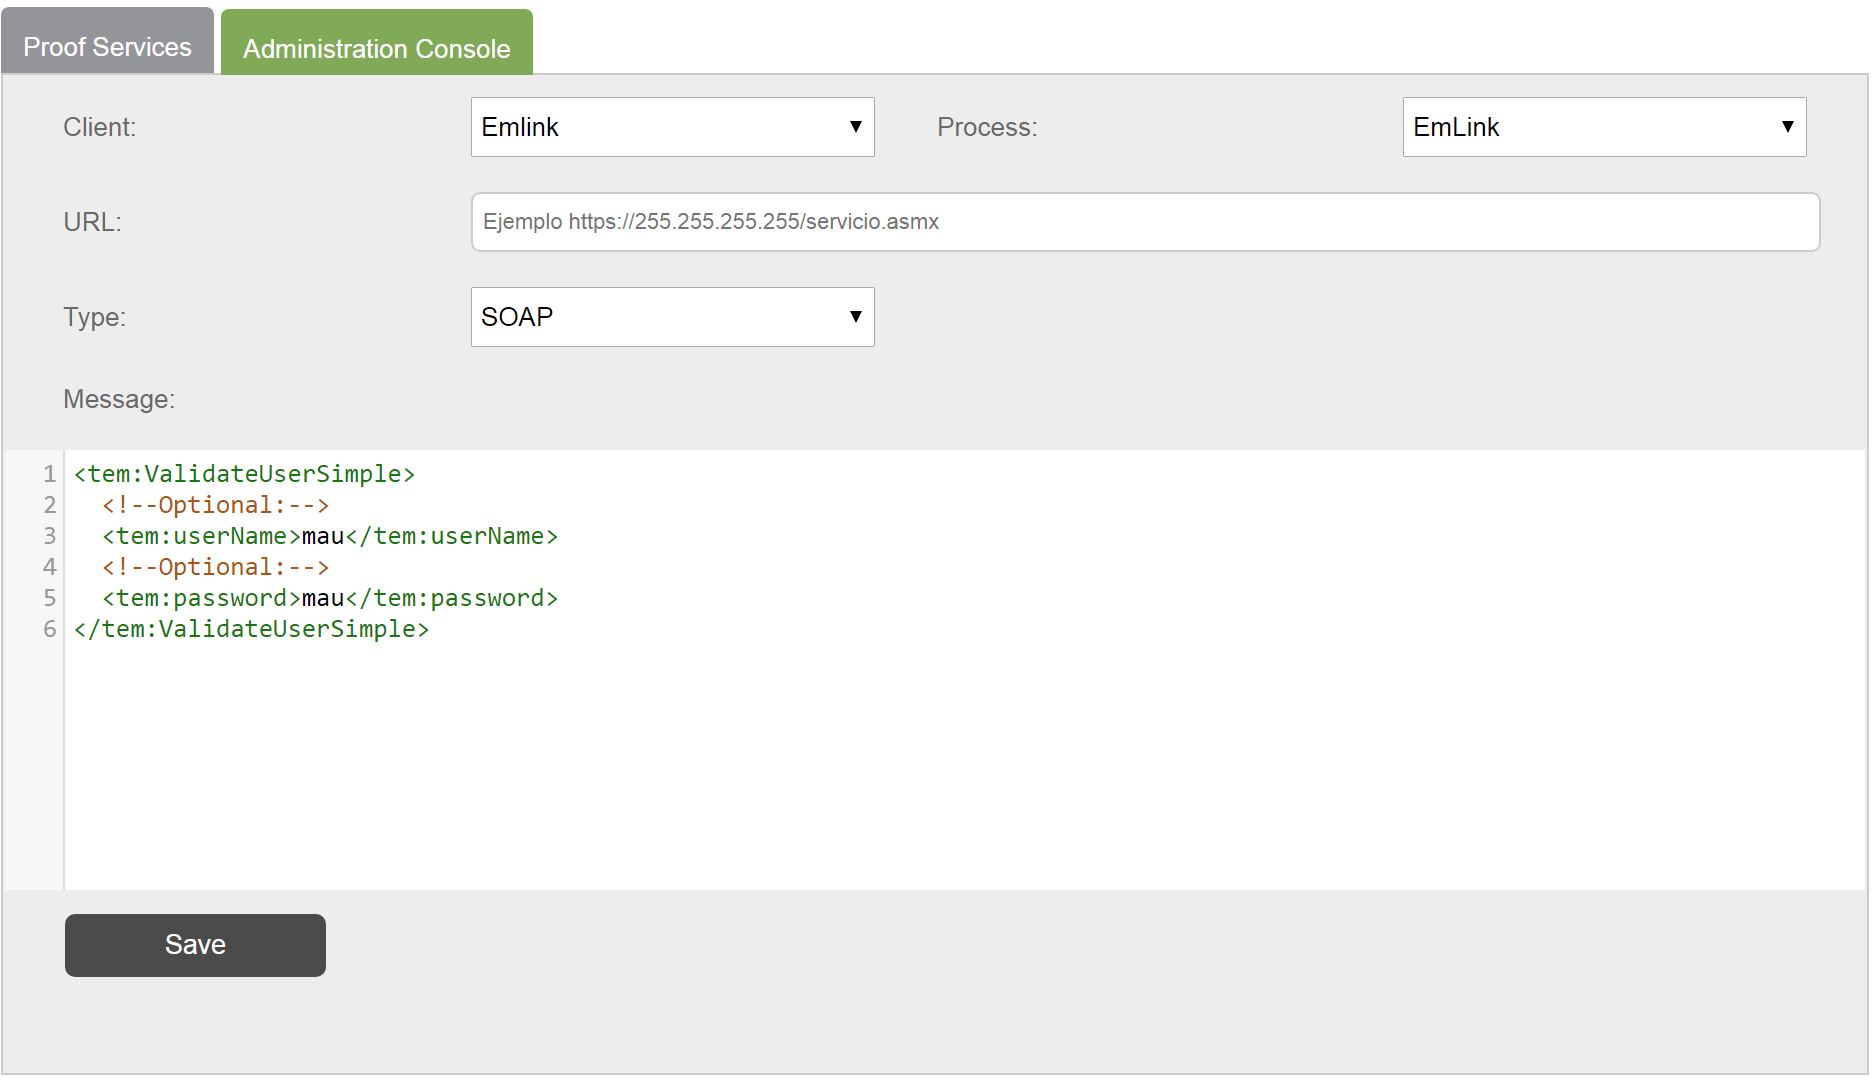 Proof Services
Administration Console
Client:
Emlink
Process:
EmLink
URL:
Ejemplo https://255.255.255.255/servicio.asmx
Type:
SOAP
Message:
1 <tem:ValidateUserSimple>
2 <!--Optional:-->
3 <tem:userName>mau</tem:userName>
4 <!--Optional:-->
5 <tem:password>mau</tem:password>
6 </tem:ValidateUserSimple>
Save